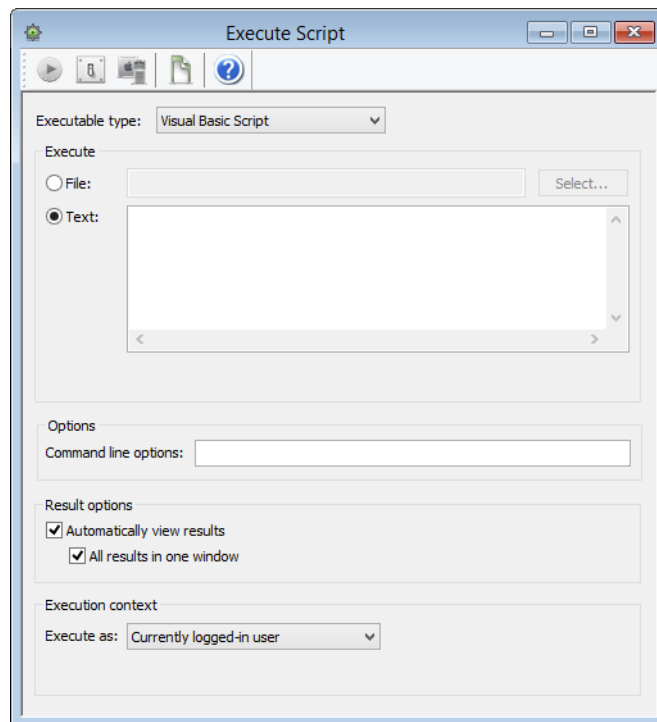 Execute Script
Executable type: Visual Basic Script
Execute
File: Select...
Text:
Options
Command line options:
Result options
Automatically view results
All results in one window
Execution context
Execute as: Currently logged-in user